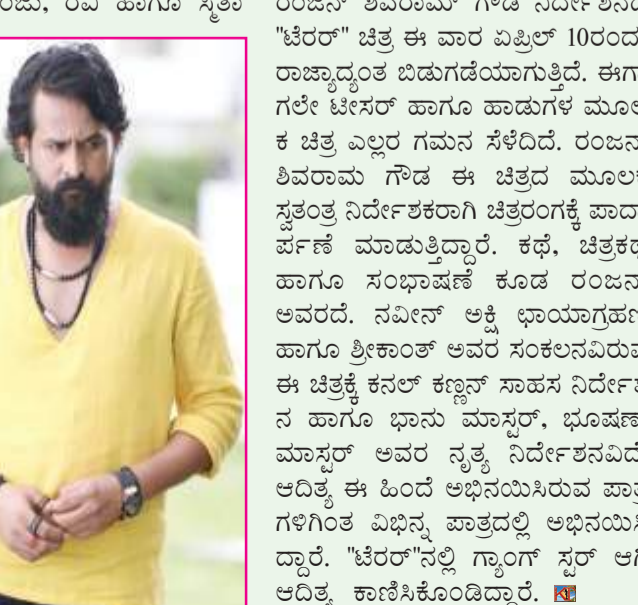 ರವಿ ಹಾಗೂ ಸ್ಮಿತಾ
"ಟೆರರ್" ಚಿತ್ರ ಈ ವಾರ ಏಪ್ರಿಲ್ 10ರಂದು
ರಾಜ್ಯಾದ್ಯಂತ ಬಿಡುಗಡೆಯಾಗುತ್ತಿದೆ. ಈಗಾ
ಗಲೇ ಟೀಸರ್ ಹಾಗೂ ಹಾಡುಗಳ ಮೂಲ
ಕ ಚಿತ್ರ ಎಲ್ಲರ ಗಮನ ಸೆಳೆದಿದೆ. ರಂಜನ್
ಶಿವರಾಮ ಗೌಡ ಈ ಚಿತ್ರದ ಮೂಲಕ
ಸ್ವತಂತ್ರ ನಿರ್ದೇಶಕರಾಗಿ ಚಿತ್ರರಂಗಕ್ಕೆ ಪಾದಾ
ರ್ಪಣೆ ಮಾಡುತ್ತಿದ್ದಾರೆ. ಕಥೆ, ಚಿತ್ರಕಥೆ
ಹಾಗೂ ಸಂಭಾಷಣೆ ಕೂಡ ರಂಜನ್
ಅವರದೆ. ನವೀನ್ ಅಕ್ಷಿ ಛಾಯಾಗ್ರಹಣ
ಹಾಗೂ ಶ್ರೀಕಾಂತ್ ಅವರ ಸಂಕಲನವಿರುವ
ಈ ಚಿತ್ರಕ್ಕೆ ಕನಲ್ ಕಣ್ಣನ್ ಸಾಹಸ ನಿರ್ದೇಶ
ನ ಹಾಗೂ ಭಾನು ಮಾಸ್ಟರ್, ಭೂಷಣ್
ಮಾಸ್ಟರ್ ಅವರ ನೃತ್ಯ ನಿರ್ದೇಶನವಿದೆ
ಆದಿತ್ಯ ಈ ಹಿಂದೆ ಅಭಿನಯಿಸಿರುವ ಪಾತ್ರ
ಗಳಿಗಿಂತ ವಿಭಿನ್ನ ಪಾತ್ರದಲ್ಲಿ ಅಭಿನಯಿಸಿ
ದ್ದಾರೆ. "ಟೆರರ್"ನಲ್ಲಿ ಗ್ಯಾಂಗ್ ಸ್ಟರ್ ಆಗಿ
ಆದಿತ್ಯ ಕಾಣಿಸಿಕೊಂಡಿದ್ದಾರೆ.